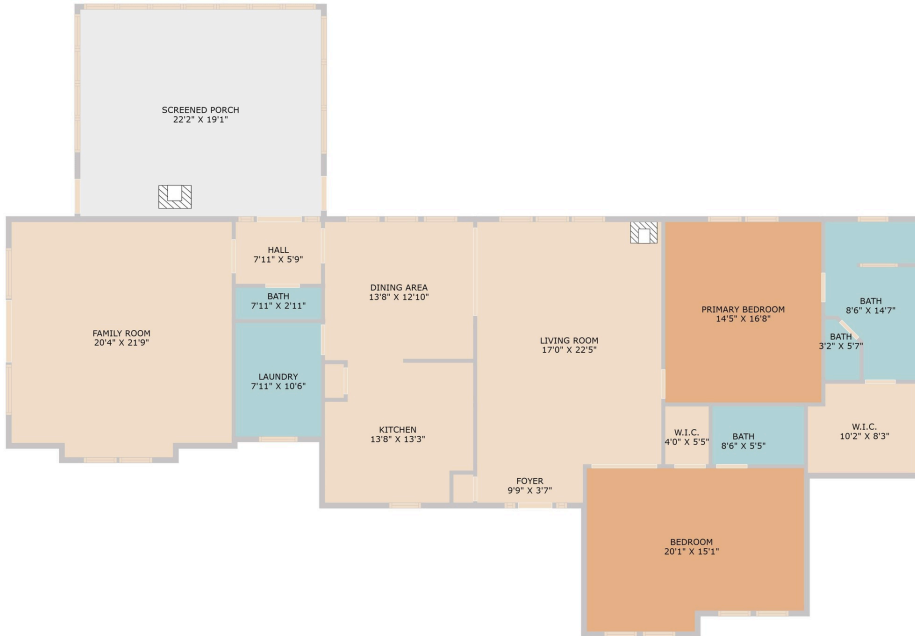 SCREENED PORCH
22'2" X 19'1"
HALL
7'11" X 5'9"
BATH
7'11" X 2'11"
DINING AREA
13'8" X 12'10"
FAMILY ROOM
20'4" X 21'9"
LAUNDRY
7'11" X 10'6"
KITCHEN
13'8" X 13'3"
LIVING ROOM
17'0" X 22'5"
FOYER
9'9" X 3'7"
PRIMARY BEDROOM
14'5" X 16'8"
BATH
8'6" X 14'7"
BATH
3'2" X 5'7"
W.I.C.
4'0" X 5'5"
BATH
8'6" X 5'5"
W.I.C.
10'2" X 8'3"
BEDROOM
20'1" X 15'1"